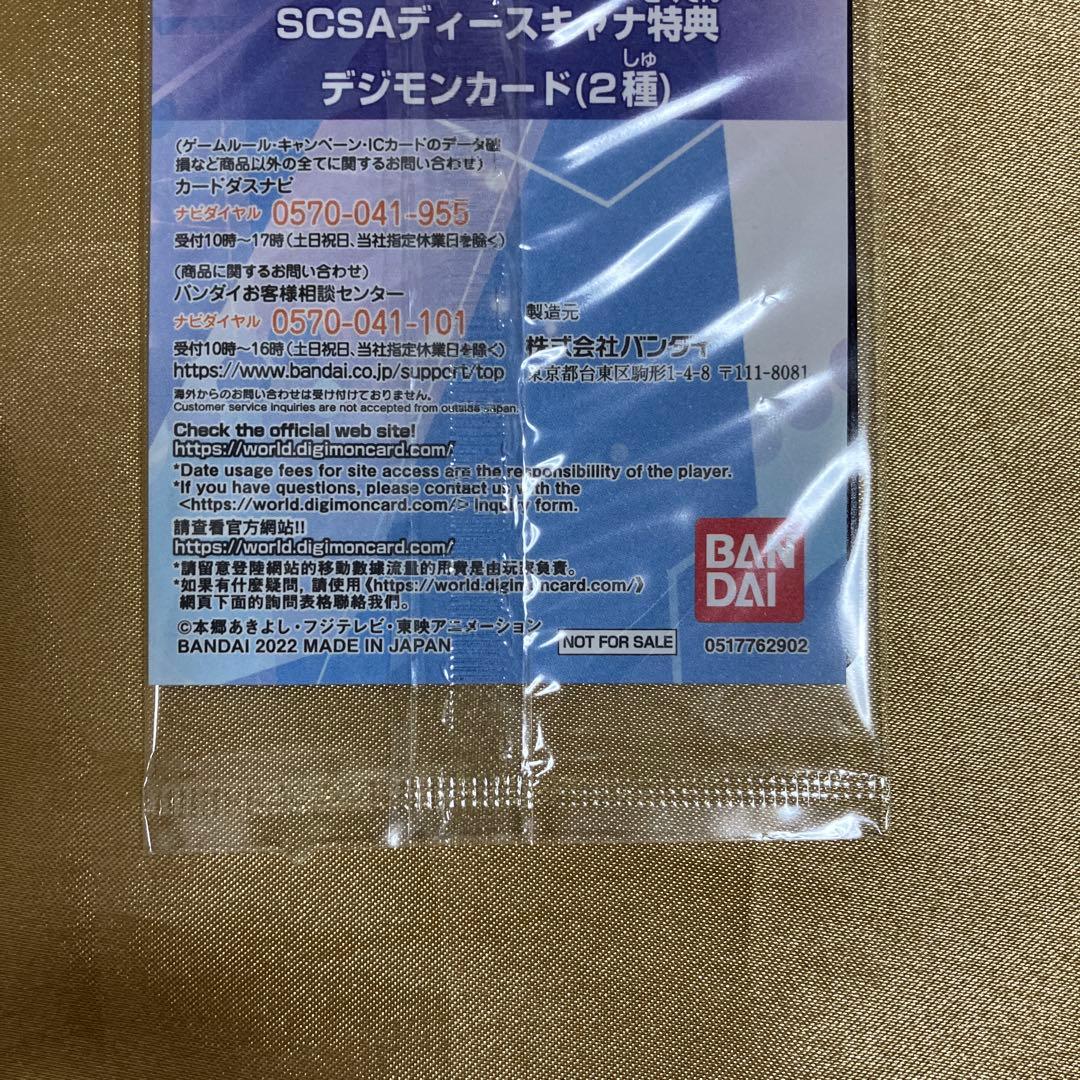 SCSAディースキャナ特典
しゅ
デジモンカード(2種)
(ゲームルール・キャンペーン・ICカードのデータ破
損など商品以外の全てに関するお問い合わせ)
カードダスナビ
ナビダイヤル 0570-041-955
受付10時～17時(土日祝日、当社指定休業日を除く)
(商品に関するお問い合わせ)
バンダイお客様相談センター
ナビダイヤル 0570-041-101
受付10時～16時(土日祝日、当社指定休業日を除く)
https://www.bandai.co.jp/support/top
製造元
株式会社バンダイ
東京都台東区駒形1-4-8 〒111-8081
海外からのお問い合わせは受け付けておりません。
Customer service inquiries are not accepted from outside Japan.
Check the official web site!
https://world.digimoncard.com/
*Date usage fees for site access are the responsibillity of the player.
*If you have questions, please contact us with the
<https://world.digimoncard.com/> inquiry form.
請查看官方網站!!
https://world.digimoncard.com/
*請留意登陸網站的移動數據流量的用費是由玩家負責。
*如果有什麼疑問, 請使用《https://world.digimoncard.com/》
網頁下面的詢問表格聯絡我們。
©本郷あきよし・フジテレビ・東映アニメーション
BANDAI 2022 MADE IN JAPAN
NOT FOR SALE
BAN
DAI
0517762902